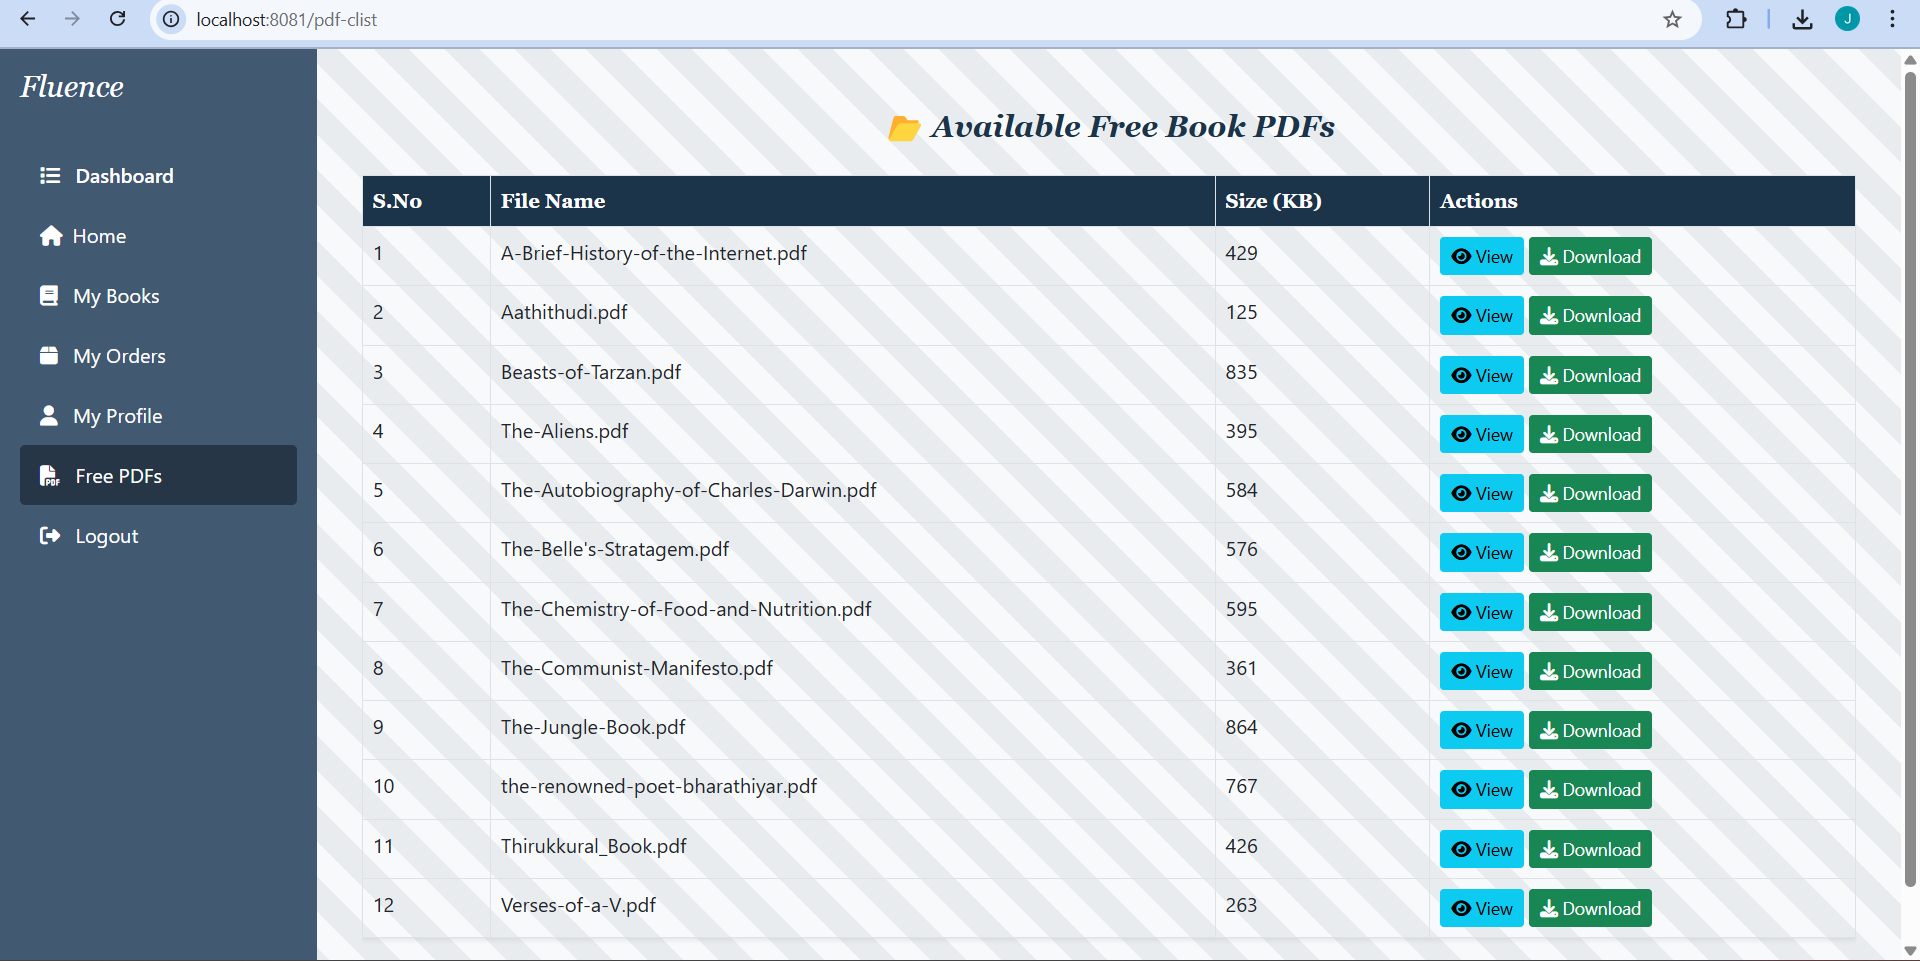 localhost:8081/pdf-clist
J
Fluence
Dashboard
Home
My Books
My Orders
My Profile
PDF Free PDFs
Logout
Available Free Book PDFs
S.No File Name Size (KB) Actions
1 A-Brief-History-of-the-Internet.pdf 429 View Download
2 Aathithudi.pdf 125 View Download
3 Beasts-of-Tarzan.pdf 835 View Download
4 The-Aliens.pdf 395 View Download
5 The-Autobiography-of-Charles-Darwin.pdf 584 View Download
6 The-Belle's-Stratagem.pdf 576 View Download
7 The-Chemistry-of-Food-and-Nutrition.pdf 595 View Download
8 The-Communist-Manifesto.pdf 361 View Download
9 The-Jungle-Book.pdf 864 View Download
10 the-renowned-poet-bharathiyar.pdf 767 View Download
11 Thirukkural_Book.pdf 426 View Download
12 Verses-of-a-V.pdf 263 View Download